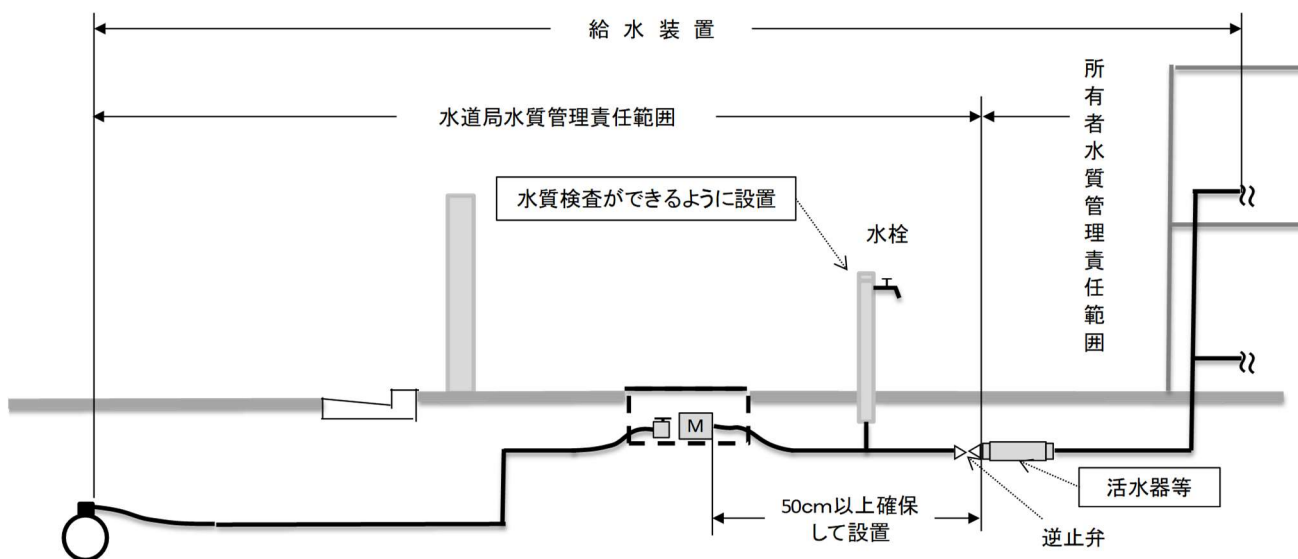 給水装置
水道局水質管理責任範囲
所有者水質管理責任範囲
水質検査ができるように設置
水栓
M
50cm以上確保
して設置
活水器等
逆止弁